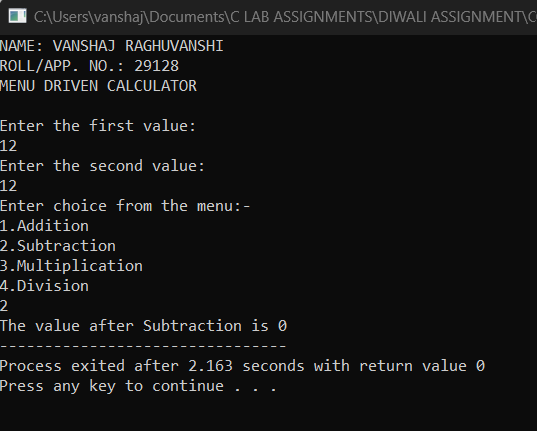 C:\Users\vanshaj\Documents\C LAB ASSIGNMENTS\DIWALI ASSIGNMENT\
NAME: VANSHAJ RAGHUVANSHI
ROLL/APP. NO.: 29128
MENU DRIVEN CALCULATOR
Enter the first value:
12
Enter the second value:
12
Enter choice from the menu:-
1.Addition
2.Subtraction
3.Multiplication
4.Division
2
The value after Subtraction is 0
--------------------------------
Process exited after 2.163 seconds with return value 0
Press any key to continue . . .